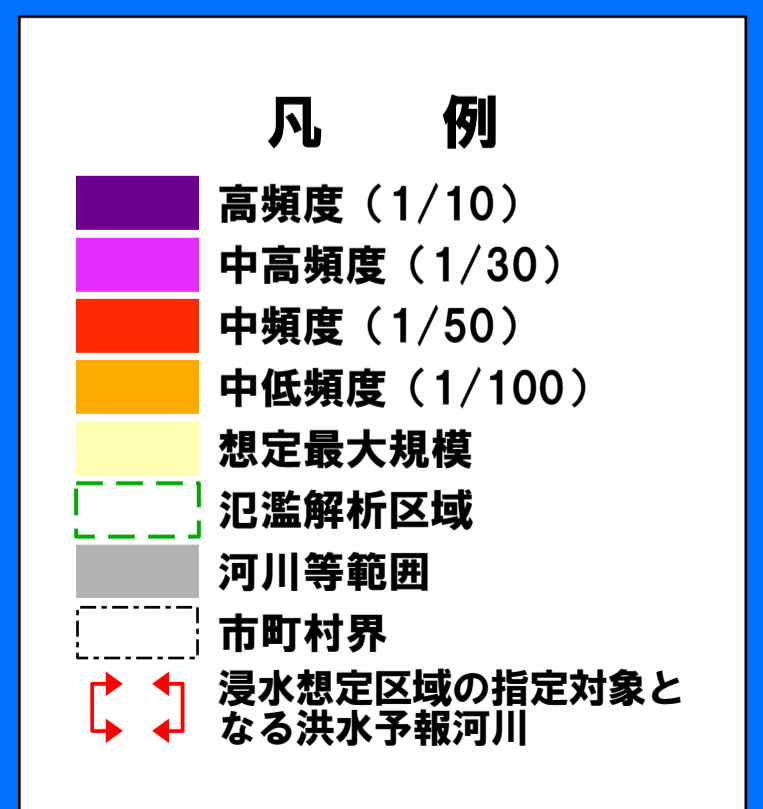 凡　例
高頻度（1/10）
中高頻度（1/30）
中頻度（1/50）
中低頻度（1/100）
想定最大規模
氾濫解析区域
河川等範囲
市町村界
浸水想定区域の指定対象と
なる洪水予報河川